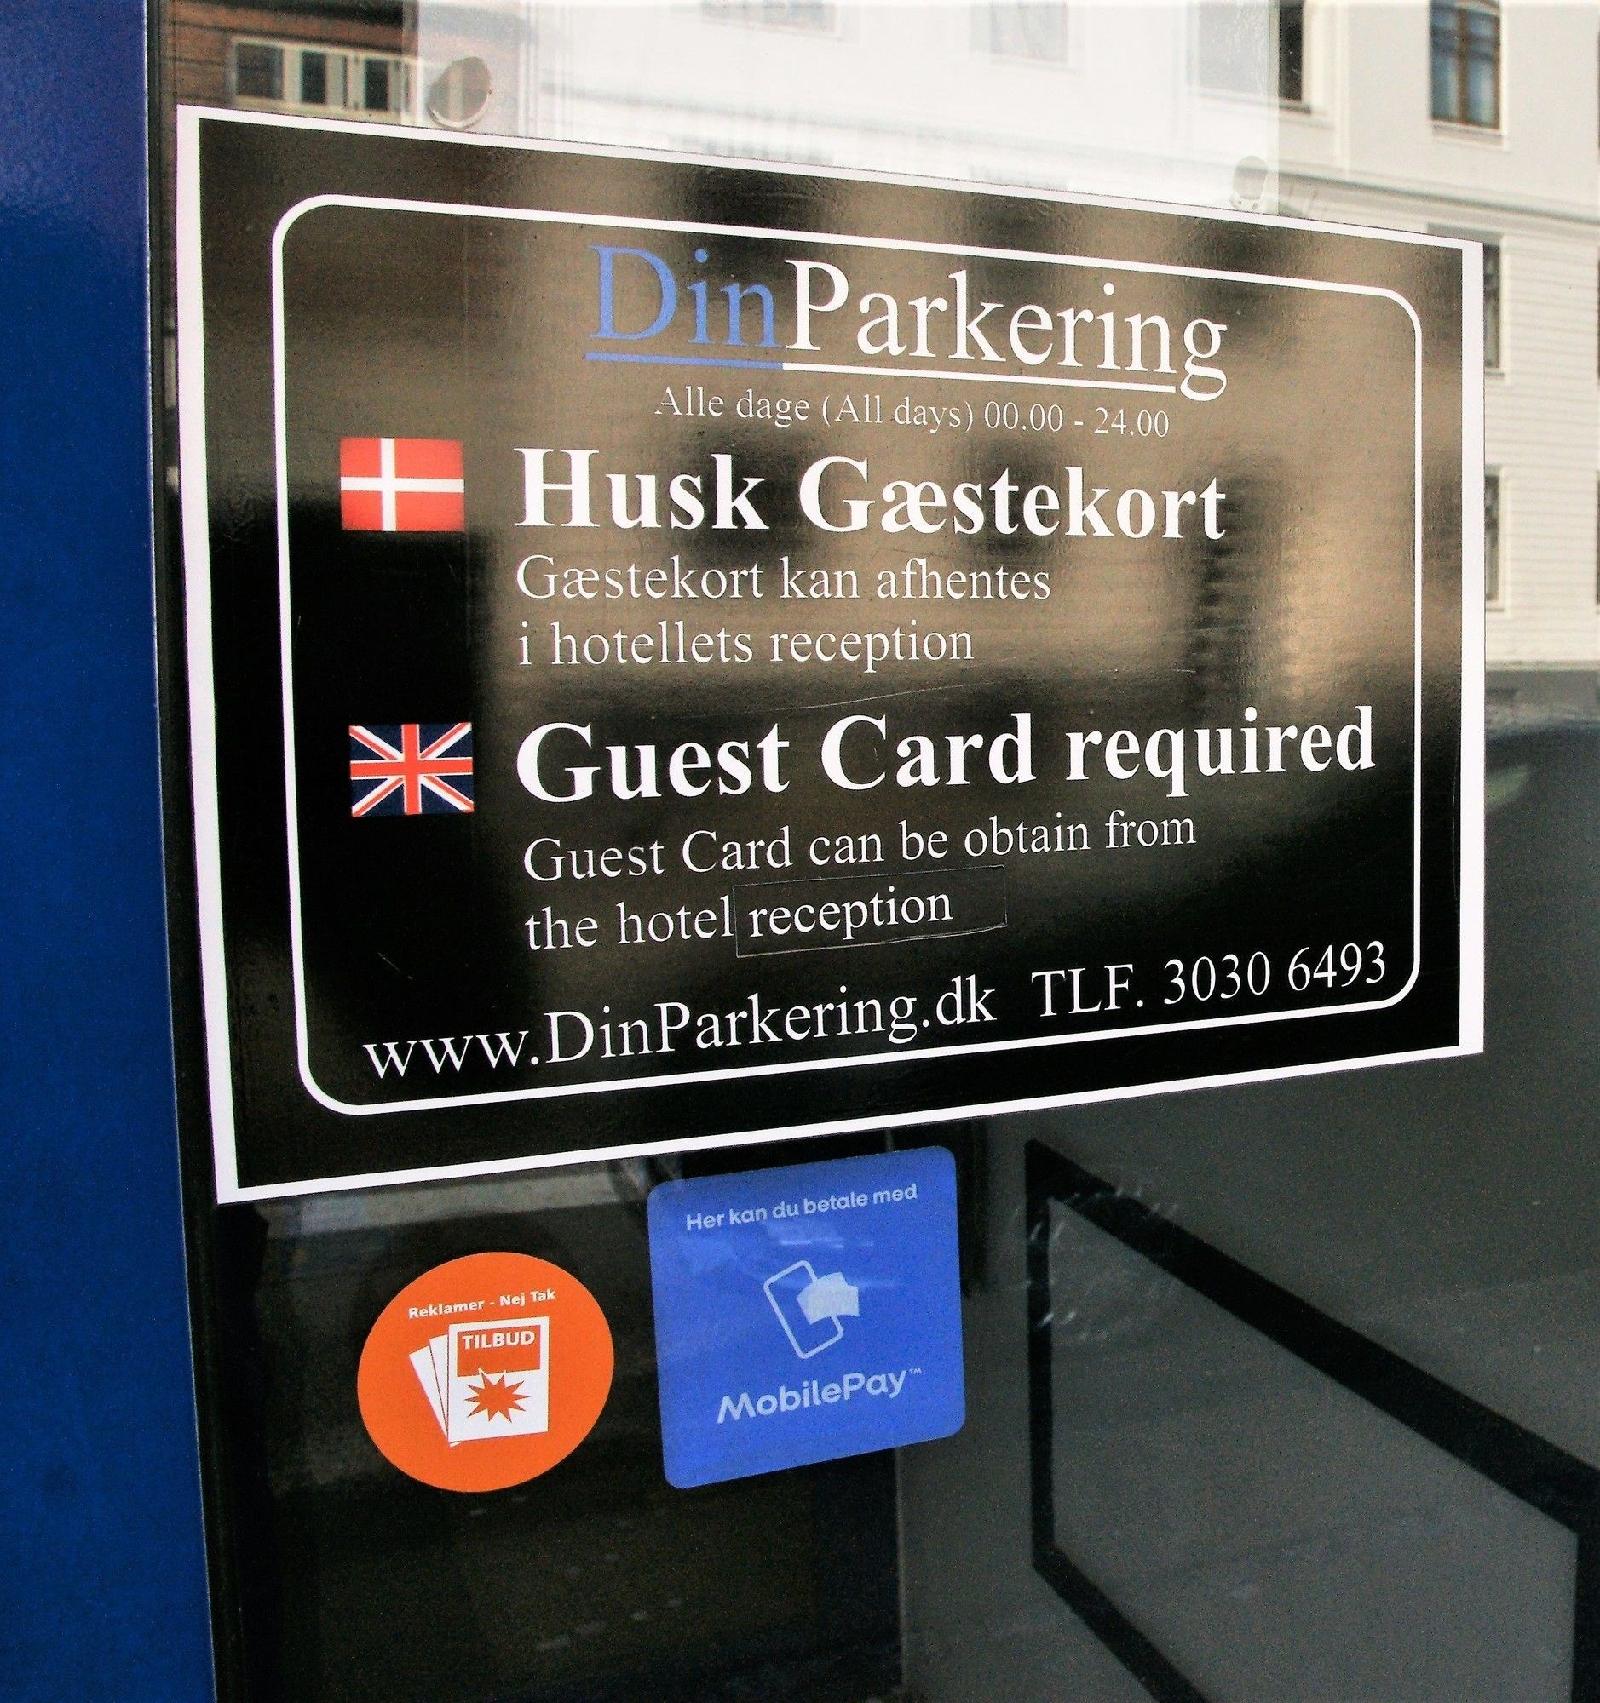 DinParkering
Alle dage (All days) 00.00 - 24.00
Husk Gæstekort
Gæstekort kan afhentes
i hotellets reception
Guest Card required
Guest Card can be obtain from
the hotel reception
www.DinParkering.dk TLF. 3030 6493
Her kan du betale med
MobilePay™
Reklamer - Nej Tak
TILBUD